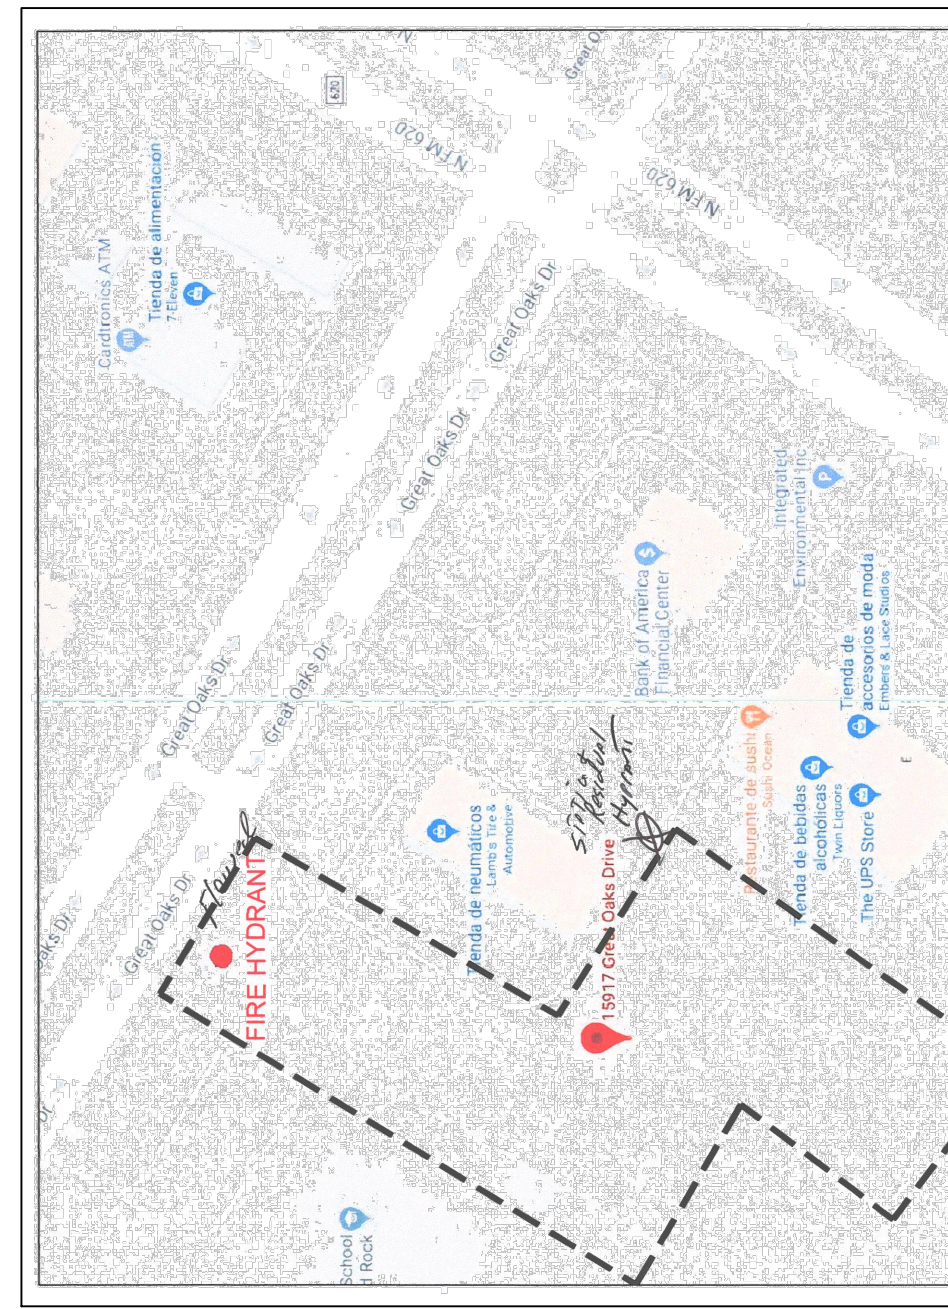 620
N FM 620
N FM 620
Great O
Cardtronics ATM
ATM
Tienda de alimentación
7-Eleven
Great Oaks Dr
Great Oaks Dr
Great Oaks Dr
Great Oaks Dr
Great Oaks Dr
aks Dr
Dr
Integrated
Environmental Inc
P
Bank of America
Financial Center
$
Tienda de
accesorios de moda
Embers & Lace Studios
Restaurante de sushi
Sushi Ocean
Tienda de bebidas
alcohólicas
Twin Liquors
The UPS Store
E
Tienda de neumáticos
Lamb's Tire &
Automotive
Static &
Residual
Hydrant
15917 Great Oaks Drive
Flowed
FIRE HYDRANT
School
d Rock